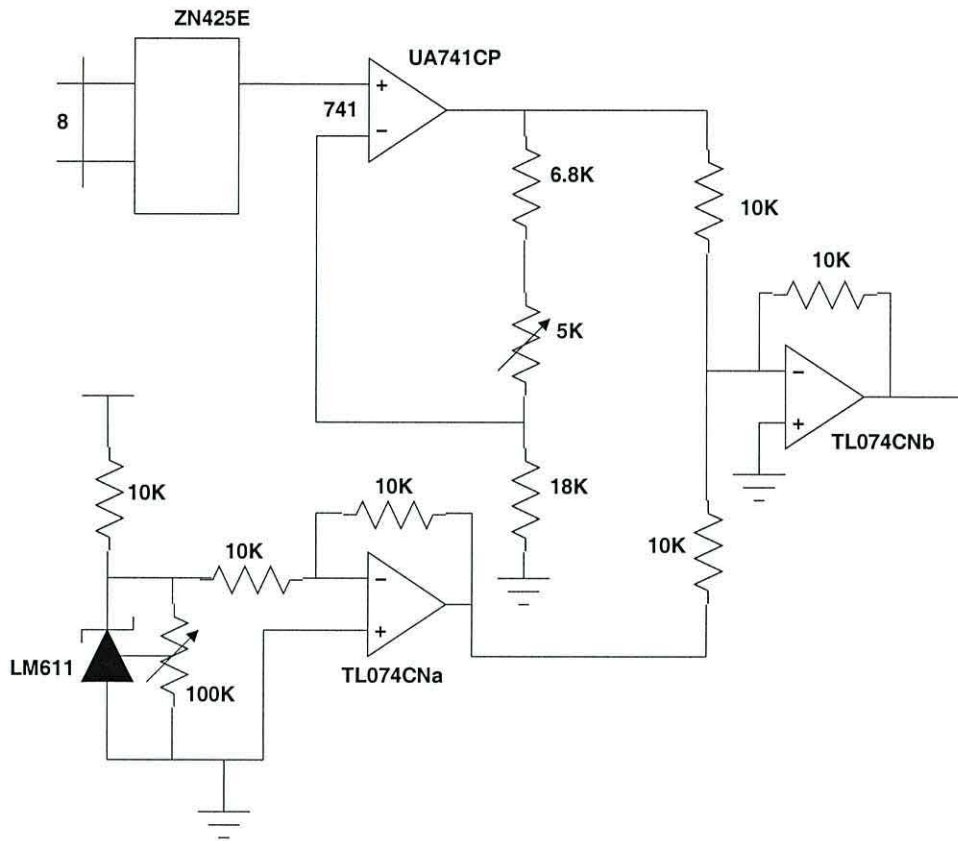 ZN425E
UA741CP
8
+
741
−
6.8K
10K
10K
5K
−
+
TL074CNb
10K
10K
18K
10K
10K
−
+
LM611
100K
TL074CNa